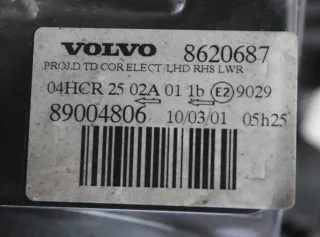 VOLVO 8620687
PROJ.D TD COR ELECT /LHD RHS LWR
04HCR 25 02A 01 1b E2 9029
89004806 10/03/01 05h25